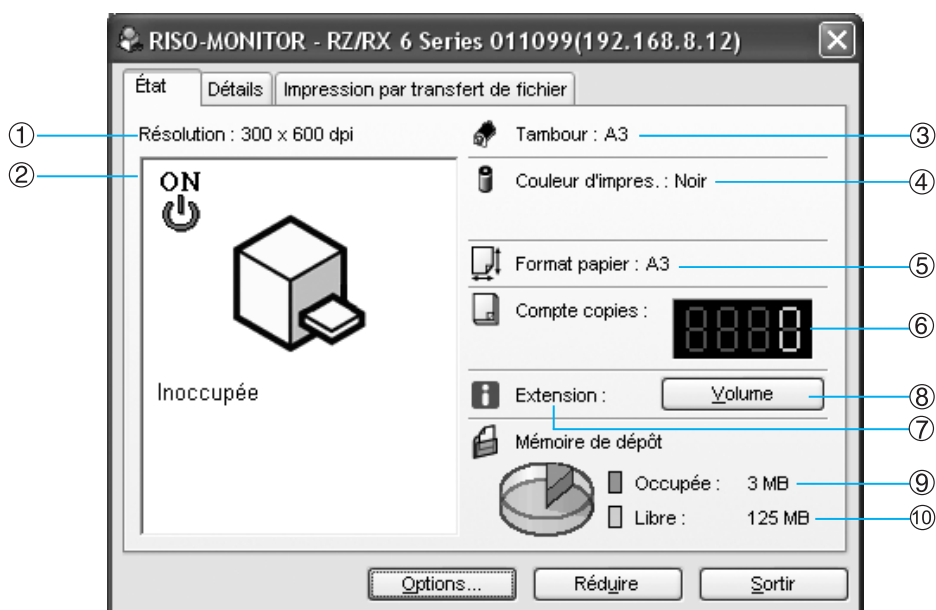 RISO-MONITOR - RZ/RX 6 Series 011099(192.168.8.12)
État
Détails
Impression par transfert de fichier
① Résolution : 300 x 600 dpi
②
ON
Inoccupée
Tambour : A3 ③
Couleur d'impres. : Noir ④
Format papier : A3 ⑤
Compte copies : 0 ⑥
Extension : Volume ⑧
⑦
Mémoire de dépôt
Occupée : 3 MB ⑨
Libre : 125 MB ⑩
Options...
Réduire
Sortir